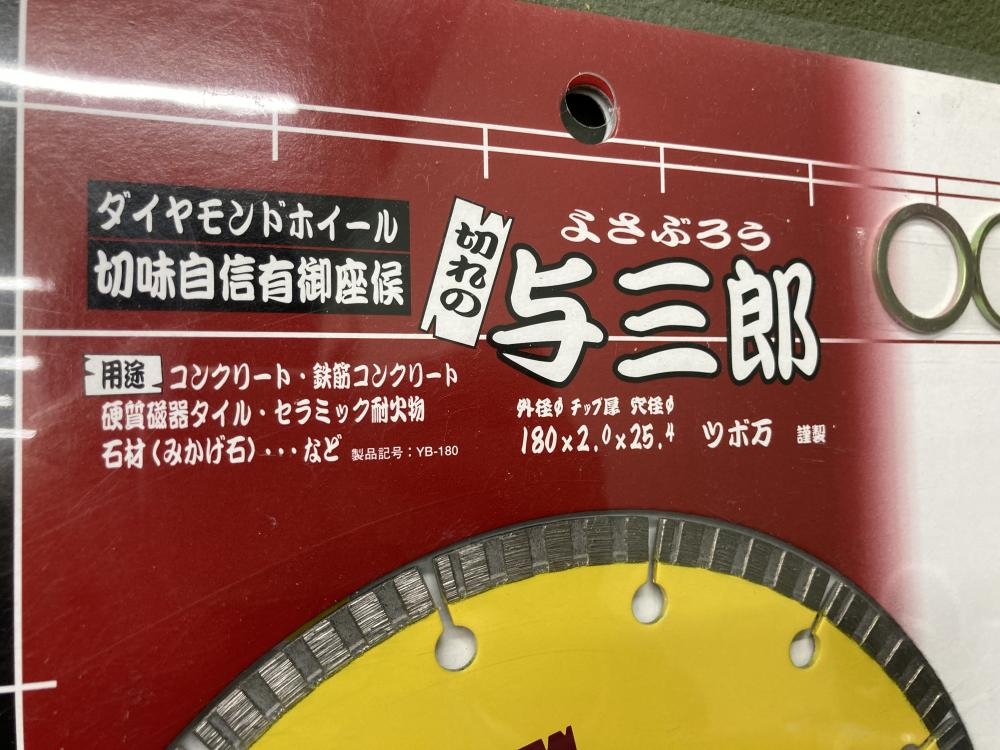 ダイヤモンドホイール
切味自信有御座候
切れの
よさぶろう
与三郎
用途 コンクリート・鉄筋コンクリート
硬質磁器タイル・セラミック耐火物
石材(みかげ石)・・・など 製品記号:YB-180
外径φ チップ厚 穴径φ
180×2.0×25.4 ツボ万 謹製